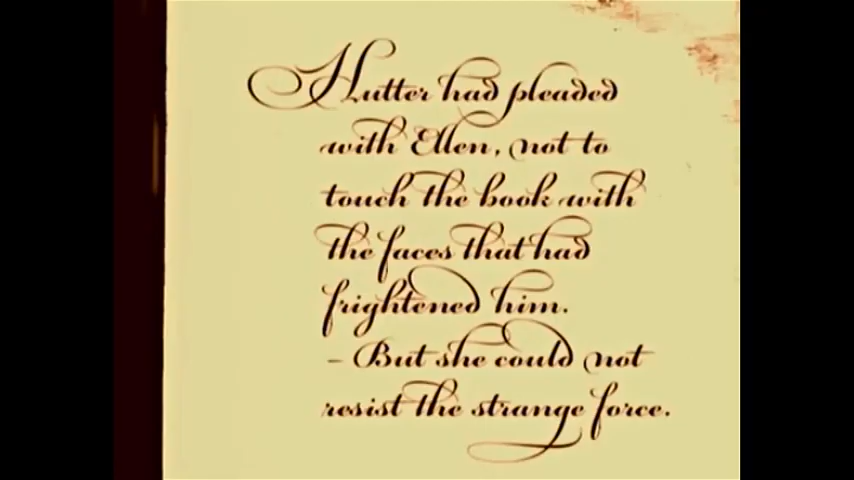 Hutter had pleaded
with Ellen, not to
touch the book with
the faces that had
frightened him.
– But she could not
resist the strange force.